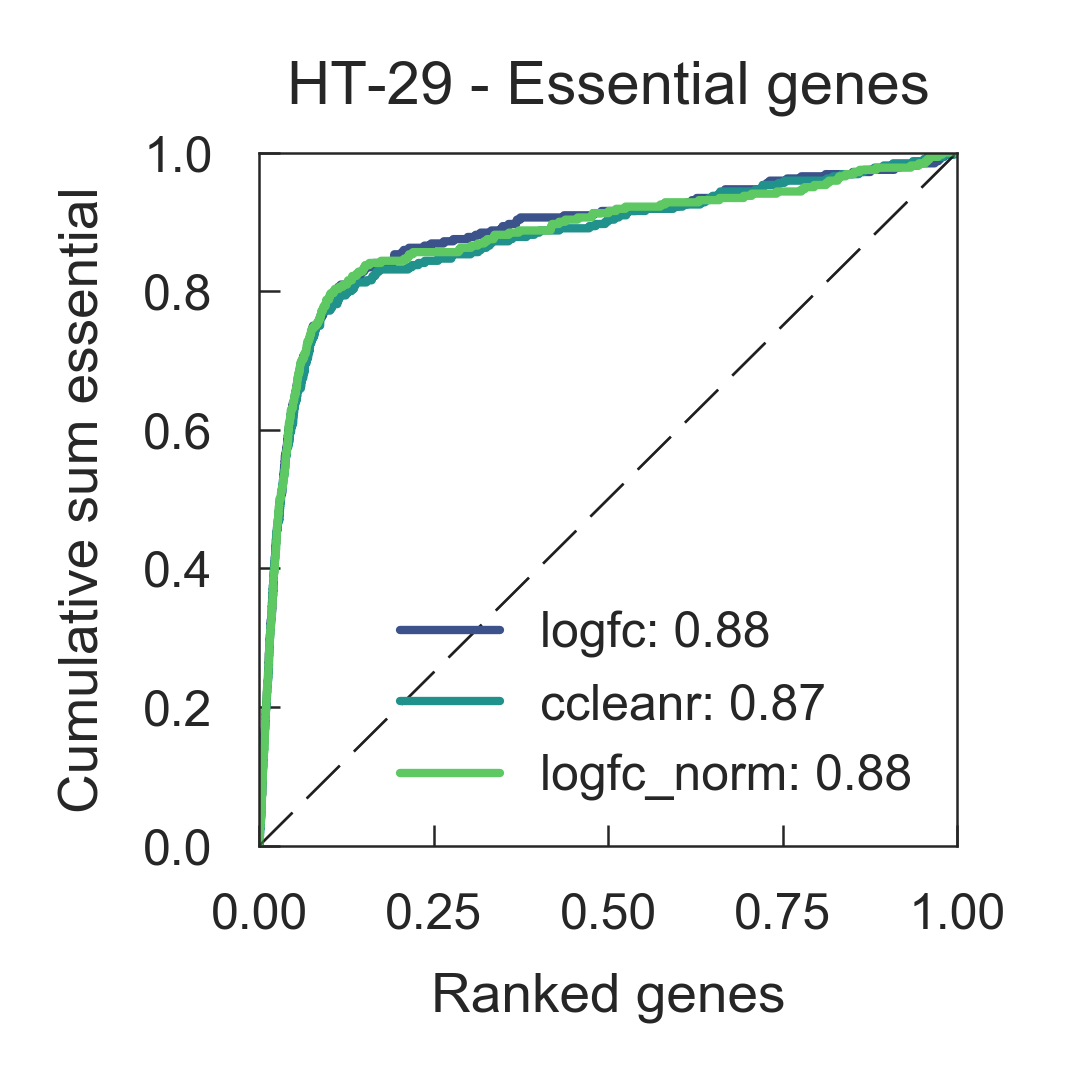 HT-29 - Essential genes
Cumulative sum essential
1.0
0.8
0.6
0.4
0.2
0.0
logfc: 0.88
ccleanr: 0.87
logfc_norm: 0.88
0.00 0.25 0.50 0.75 1.00
Ranked genes